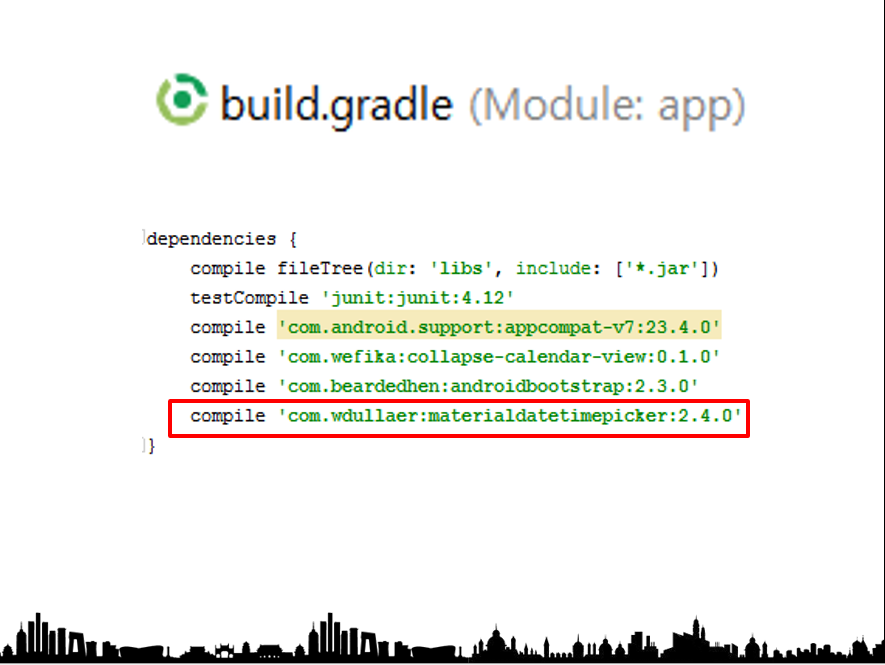 build.gradle (Module: app)
dependencies {
compile fileTree(dir: 'libs', include: ['*.jar'])
testCompile 'junit:junit:4.12'
compile 'com.android.support:appcompat-v7:23.4.0'
compile 'com.wefika:collapse-calendar-view:0.1.0'
compile 'com.beardedhen:androidbootstrap:2.3.0'
compile 'com.wdullaer:materialdatetimepicker:2.4.0'
}